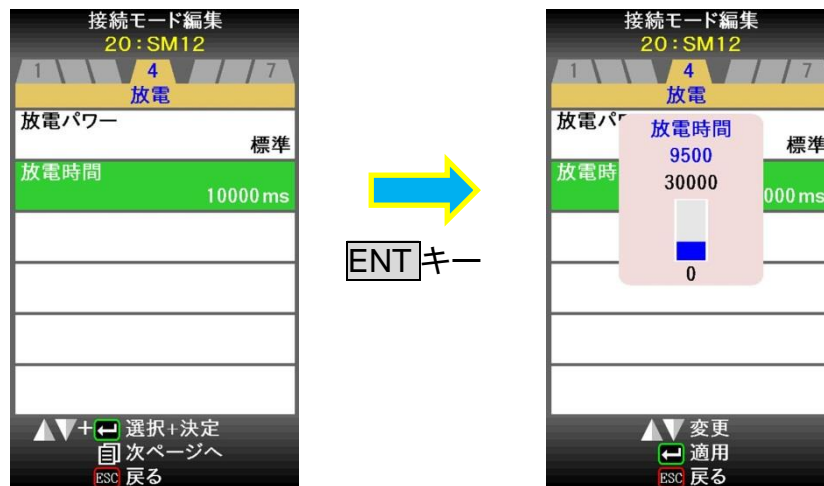 接続モード編集
20：SM12
1 4 7
放電
放電パワー
標準
放電時間
10000 ms
▲▼+ 選択+決定
次ページへ
ESC 戻る
ENT キー
接続モード編集
20：SM12
1 4 7
放電
放電パワ
標準
放電時
000 ms
放電時間
9500
30000
0
▲▼ 変更
適用
ESC 戻る